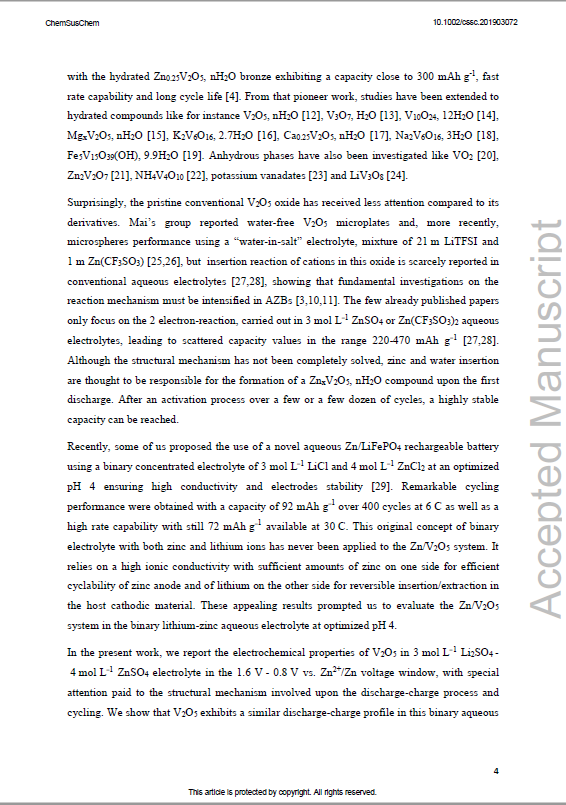 ChemSusChem
10.1002/cssc.201903072
with the hydrated Zn0.25V2O5, nH2O bronze exhibiting a capacity close to 300 mAh g-1, fast
rate capability and long cycle life [4]. From that pioneer work, studies have been extended to
hydrated compounds like for instance V2O5, nH2O [12], V3O7, H2O [13], V10O24, 12H2O [14],
MgxV2O5, nH2O [15], K2V6O16, 2.7H2O [16], Ca0.25V2O5, nH2O [17], Na2V6O16, 3H2O [18],
Fe5V15O39(OH), 9.9H2O [19]. Anhydrous phases have also been investigated like VO2 [20],
Zn2V2O7 [21], NH4V4O10 [22], potassium vanadates [23] and LiV3O8 [24].
Surprisingly, the pristine conventional V2O5 oxide has received less attention compared to its
derivatives. Mai's group reported water-free V2O5 microplates and, more recently,
microspheres performance using a “water-in-salt” electrolyte, mixture of 21 m LiTFSI and
1 m Zn(CF3SO3) [25,26], but insertion reaction of cations in this oxide is scarcely reported in
conventional aqueous electrolytes [27,28], showing that fundamental investigations on the
reaction mechanism must be intensified in AZBs [3,10,11]. The few already published papers
only focus on the 2 electron-reaction, carried out in 3 mol L-1 ZnSO4 or Zn(CF3SO3)2 aqueous
electrolytes, leading to scattered capacity values in the range 220-470 mAh g-1 [27,28].
Although the structural mechanism has not been completely solved, zinc and water insertion
are thought to be responsible for the formation of a ZnxV2O5, nH2O compound upon the first
discharge. After an activation process over a few or a few dozen of cycles, a highly stable
capacity can be reached.
Recently, some of us proposed the use of a novel aqueous Zn/LiFePO4 rechargeable battery
using a binary concentrated electrolyte of 3 mol L-1 LiCl and 4 mol L-1 ZnCl2 at an optimized
pH 4 ensuring high conductivity and electrodes stability [29]. Remarkable cycling
performance were obtained with a capacity of 92 mAh g-1 over 400 cycles at 6 C as well as a
high rate capability with still 72 mAh g-1 available at 30 C. This original concept of binary
electrolyte with both zinc and lithium ions has never been applied to the Zn/V2O5 system. It
relies on a high ionic conductivity with sufficient amounts of zinc on one side for efficient
cyclability of zinc anode and of lithium on the other side for reversible insertion/extraction in
the host cathodic material. These appealing results prompted us to evaluate the Zn/V2O5
system in the binary lithium-zinc aqueous electrolyte at optimized pH 4.
In the present work, we report the electrochemical properties of V2O5 in 3 mol L-1 Li2SO4 -
4 mol L-1 ZnSO4 electrolyte in the 1.6 V - 0.8 V vs. Zn2+/Zn voltage window, with special
attention paid to the structural mechanism involved upon the discharge-charge process and
cycling. We show that V2O5 exhibits a similar discharge-charge profile in this binary aqueous
Accepted Manuscript
4
This article is protected by copyright. All rights reserved.